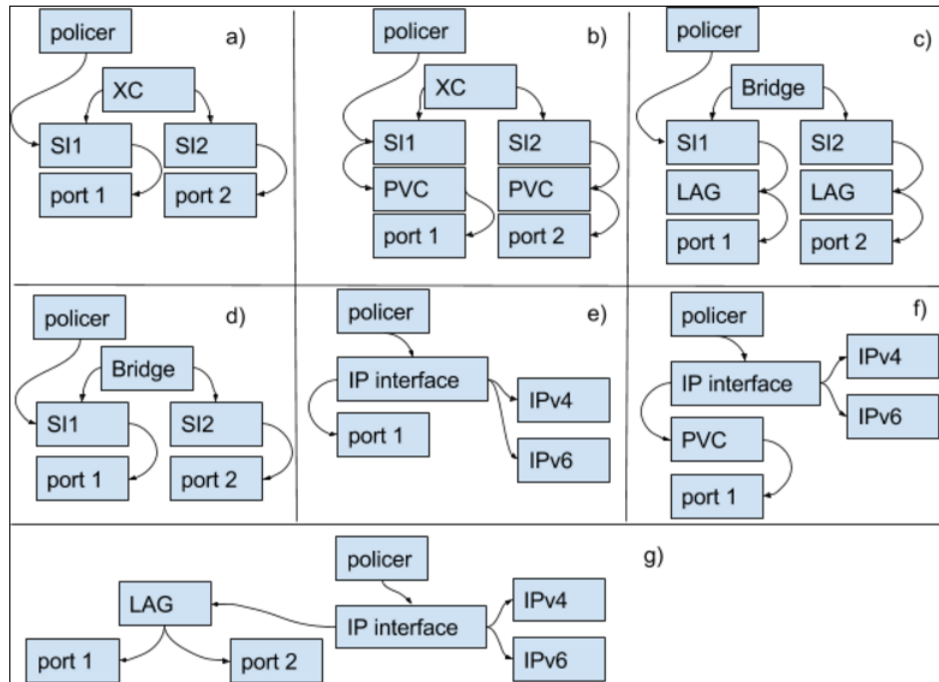 policer
a)
XC
SI1
SI2
port 1
port 2
policer
b)
XC
SI1
SI2
PVC
PVC
port 1
port 2
policer
c)
Bridge
SI1
SI2
LAG
LAG
port 1
port 2
policer
d)
Bridge
SI1
SI2
port 1
port 2
policer
e)
IP interface
IPv4
port 1
IPv6
policer
f)
IPv4
IP interface
IPv6
PVC
port 1
policer
g)
LAG
IP interface
IPv4
IPv6
port 1
port 2